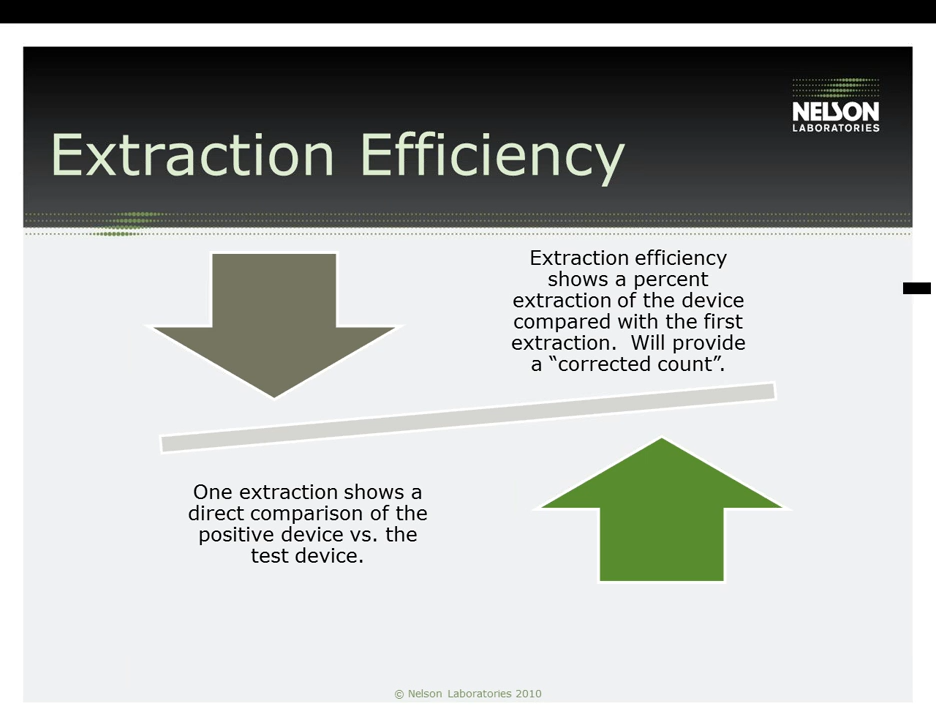 NELSON
LABORATORIES
Extraction Efficiency
Extraction efficiency
shows a percent
extraction of the device
compared with the first
extraction.  Will provide
a “corrected count”.
One extraction shows a
direct comparison of the
positive device vs. the
test device.
© Nelson Laboratories 2010